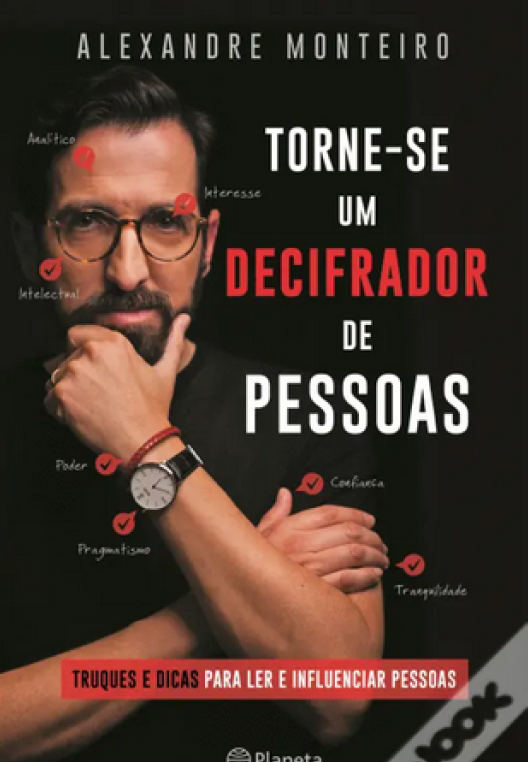 ALEXANDRE MONTEIRO
Analítico
TORNE-SE
Interesse
UM
DECIFRADOR
Intelectual
DE
PESSOAS
Poder
Confiança
Pragmatismo
Tranquilidade
TRUQUES E DICAS PARA LER E INFLUENCIAR PESSOAS
Planeta